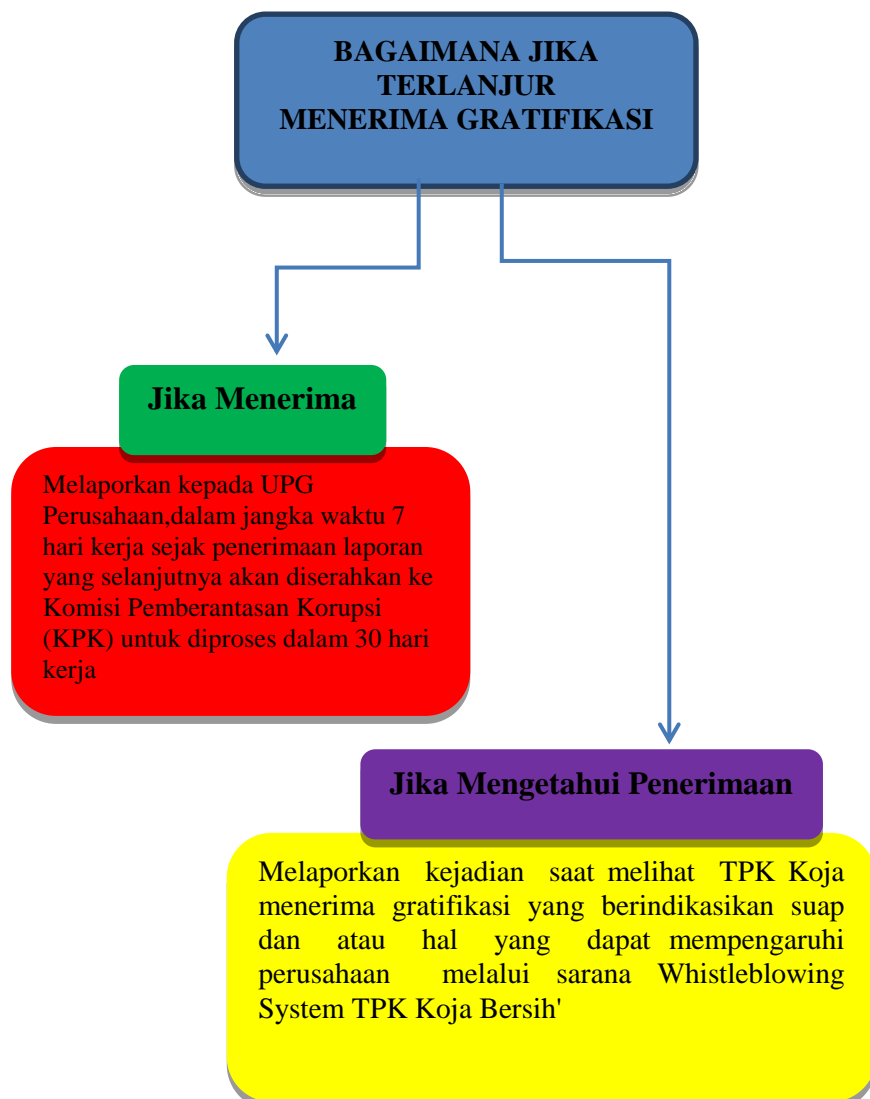 BAGAIMANA JIKA
TERLANJUR
MENERIMA GRATIFIKASI
Jika Menerima
Melaporkan kepada UPG
Perusahaan,dalam jangka waktu 7
hari kerja sejak penerimaan laporan
yang selanjutnya akan diserahkan ke
Komisi Pemberantasan Korupsi
(KPK) untuk diproses dalam 30 hari
kerja
Jika Mengetahui Penerimaan
Melaporkan kejadian saat melihat TPK Koja
menerima gratifikasi yang berindikasikan suap
dan atau hal yang dapat mempengaruhi
perusahaan melalui sarana Whistleblowing
System TPK Koja Bersih'